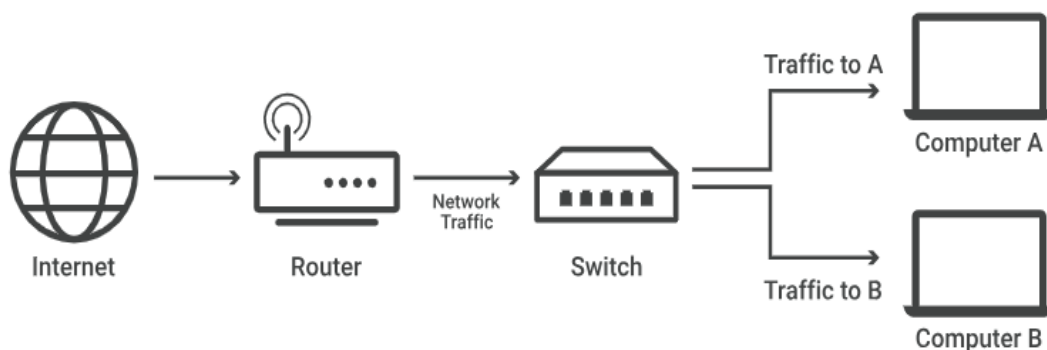 Internet
Router
Network
Traffic
Switch
Traffic to A
Computer A
Traffic to B
Computer B